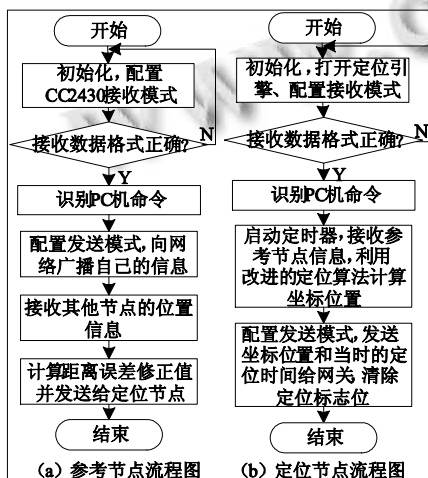 开始
初始化,配置
CC2430接收模式
接收数据格式正确?
N
Y
识别PC机命令
配置发送模式,向网
络广播自己的信息
接收其他节点的位置
信息
计算距离误差修正值
并发送给定位节点
结束
(a) 参考节点流程图
开始
初始化,打开定位引
擎、配置接收模式
接收数据格式正确?
N
Y
识别PC机命令
启动定时器,接收参
考节点信息,利用
改进的定位算法计算
坐标位置
配置发送模式,发送
坐标位置和当时的定
位时间给网关,清除
定位标志位
结束
(b) 定位节点流程图